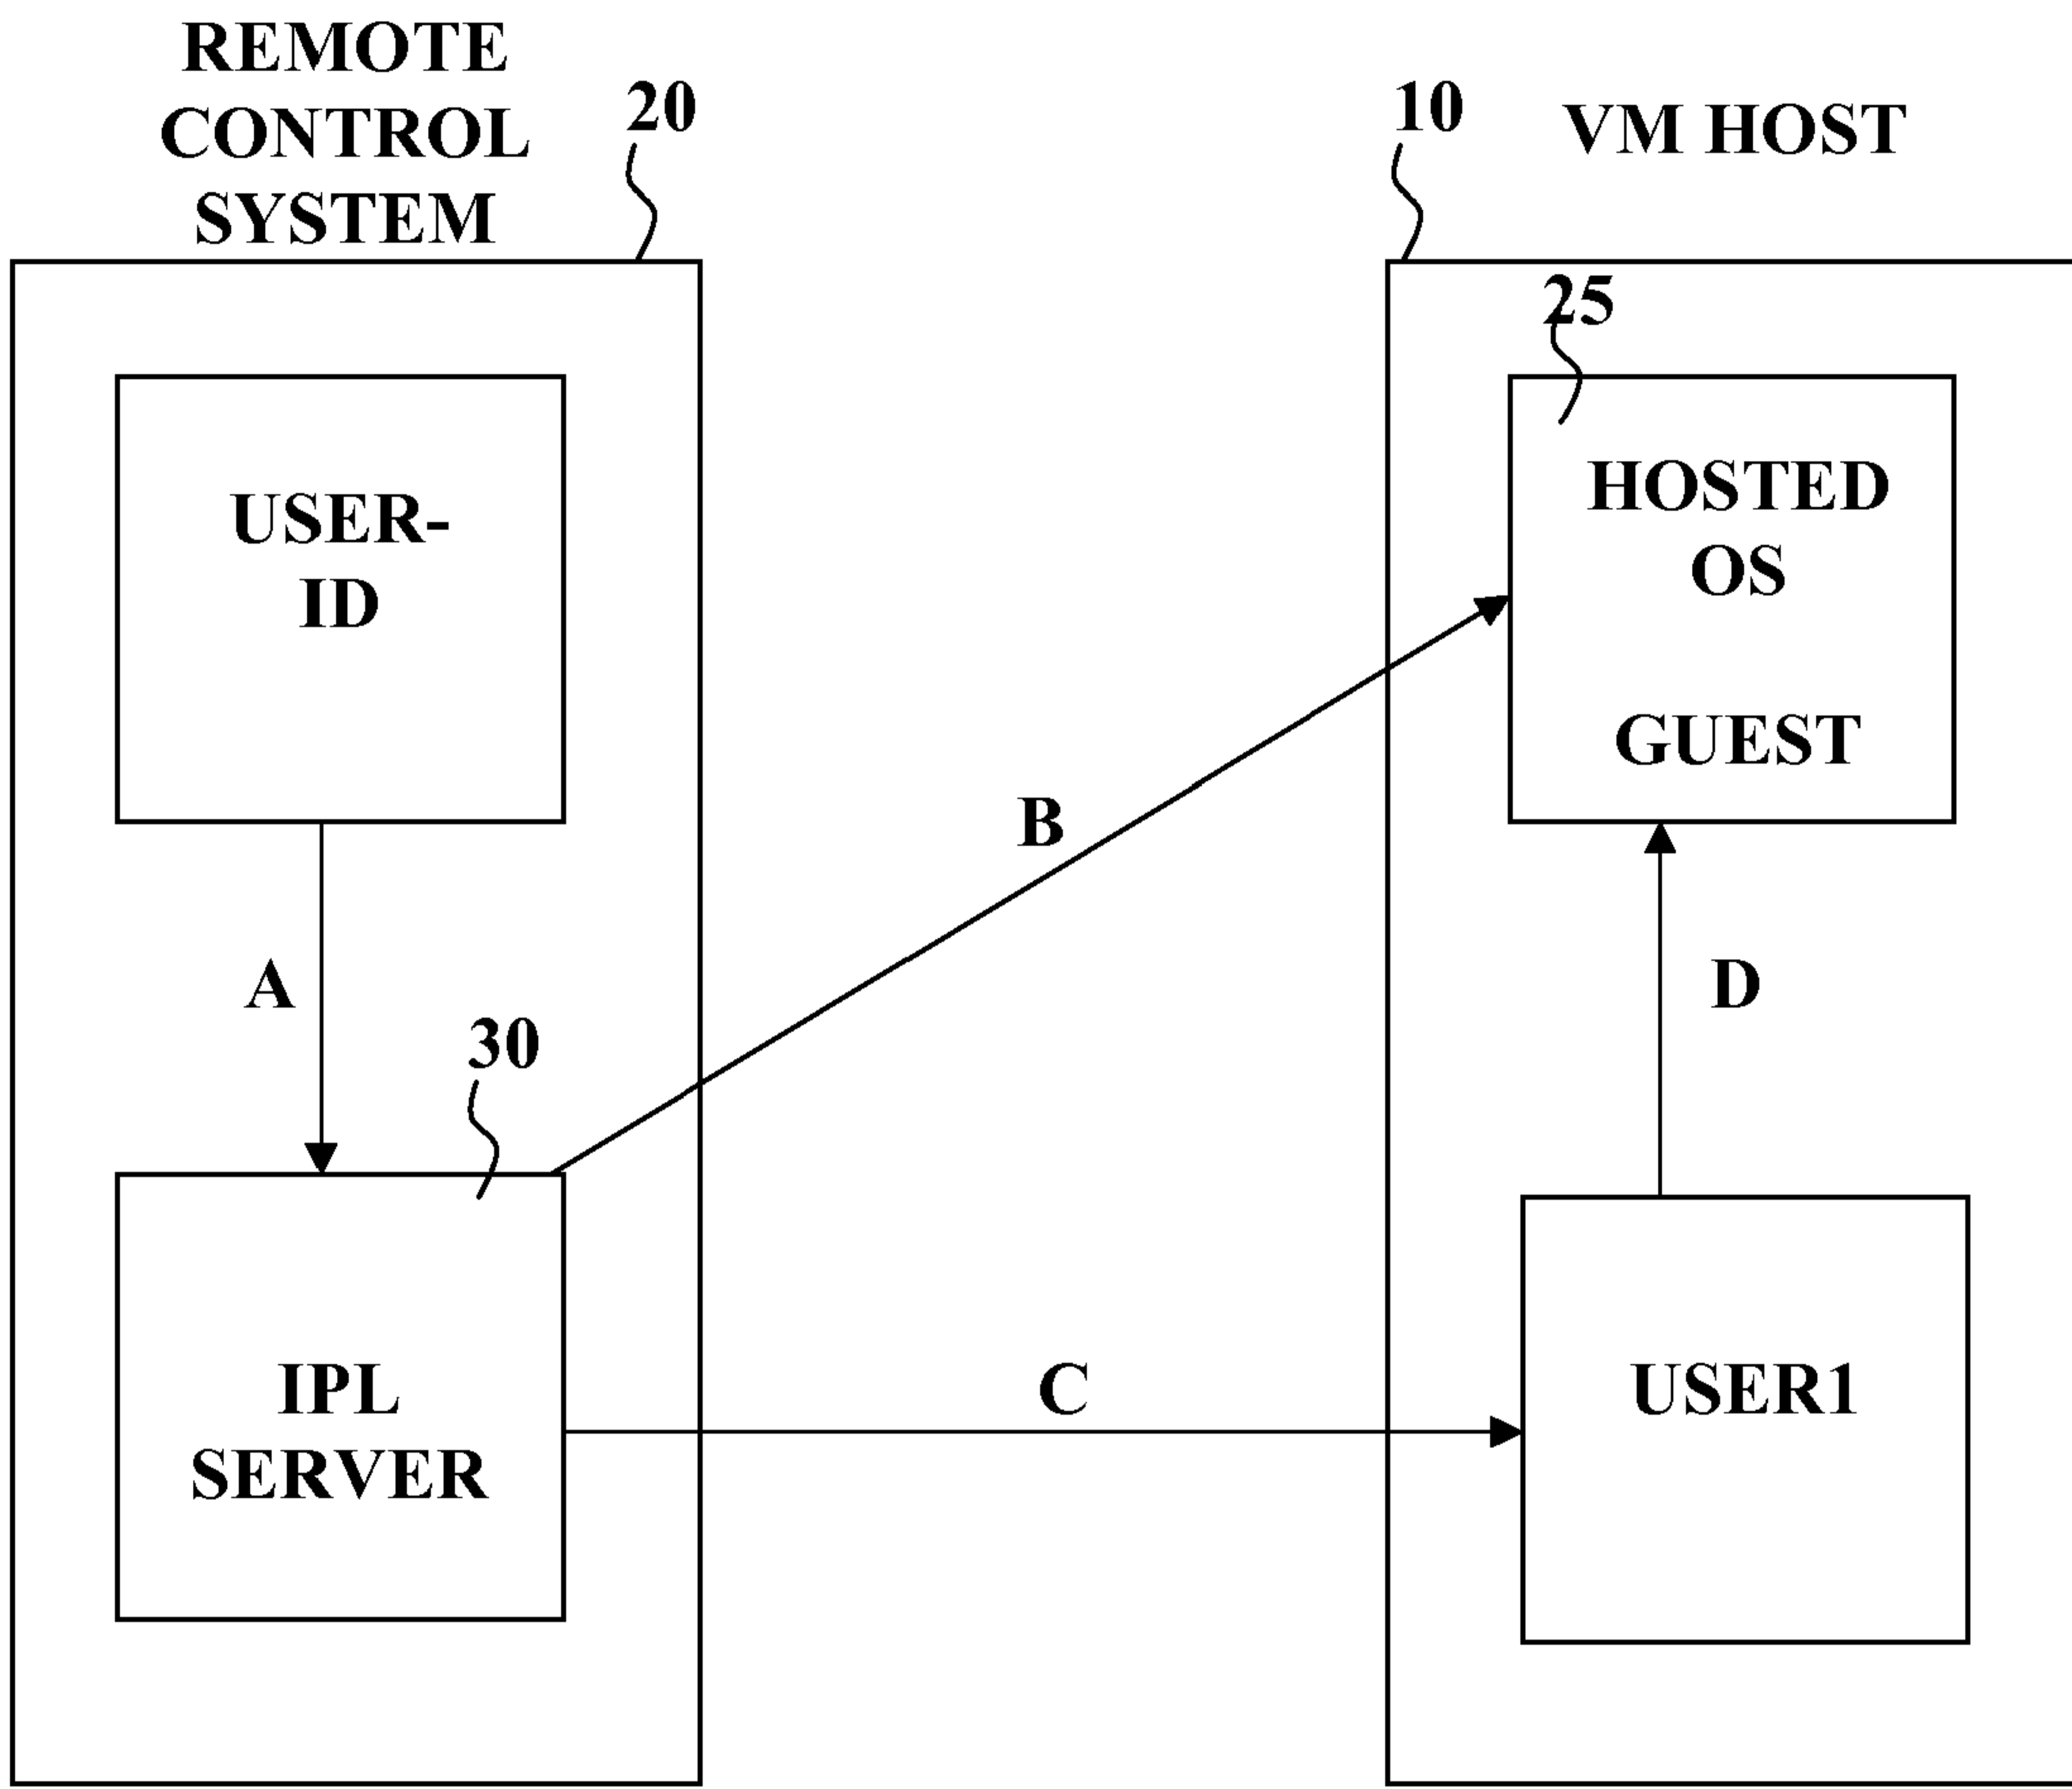 REMOTE
CONTROL
SYSTEM
20
10
VM HOST
25
USER-
ID
HOSTED
OS
GUEST
B
A
D
30
IPL
SERVER
C
USER1